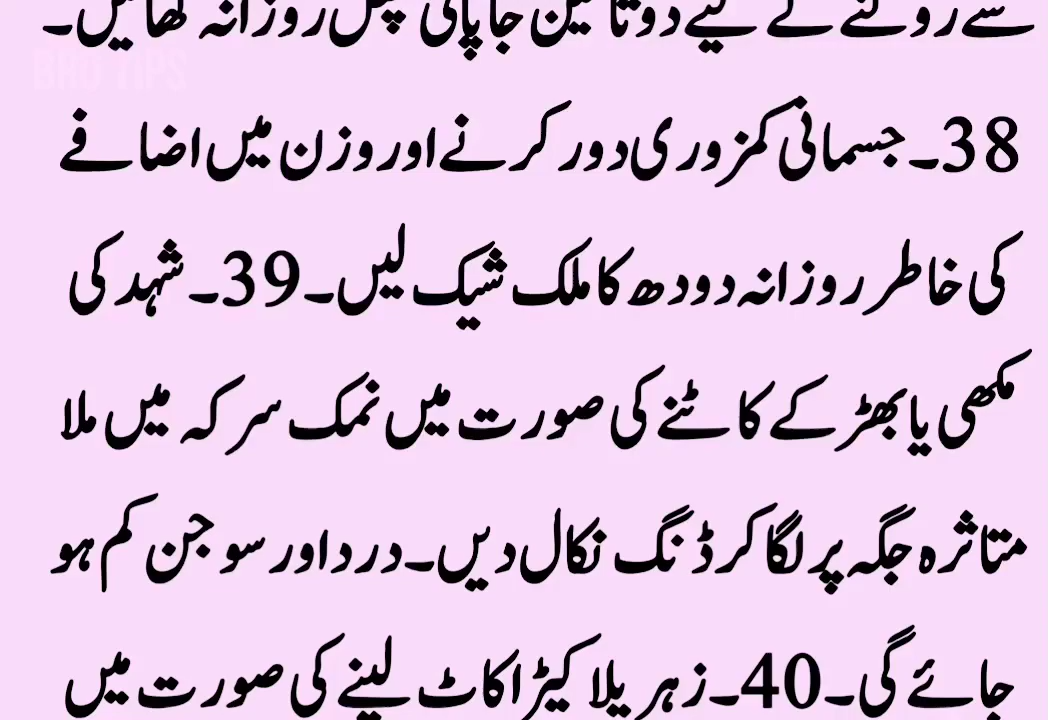 سے روکنے کے لیے دو تا تین جاپانی پھل روزانہ کھائیں۔
BHU TIPS
38۔جسمانی کمزوری دور کرنے اور وزن میں اضافے
کی خاطر روزانہ دودھ کا ملک شیک لیں۔39۔شہد کی
مکھی یا بھڑ کے کاٹنے کی صورت میں نمک سرکہ میں ملا
متاثرہ جگہ پر لگا کر ڈنگ نکال دیں۔درد اور سوجن کم ہو
جائے گی۔40۔زہریلا کیڑا کاٹ لینے کی صورت میں